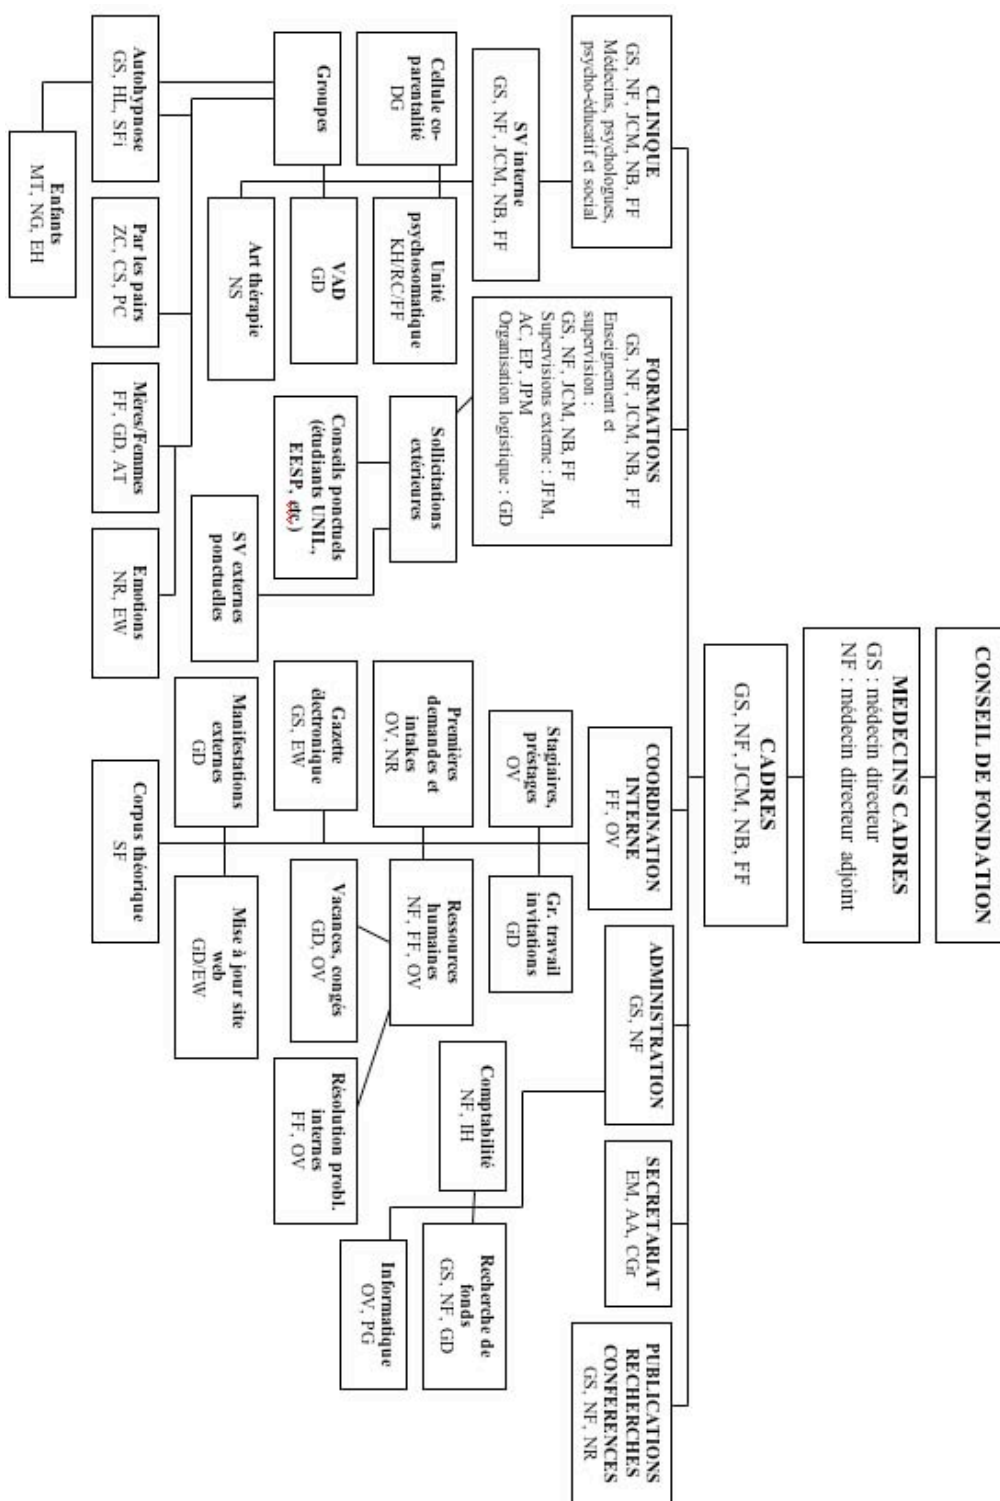 CONSEIL DE FONDATION
MEDECINS CADRES
GS : médecin directeur
NF : médecin directeur adjoint
CADRES
GS, NF, JCM, NB, FF
CLINIQUE
GS, NF, JCM, NB, FF
Médecins, psychologues,
psycho-éducatif et social
FORMATIONS
GS, NF, JCM, NB, FF
Enseignement et
supervision :
GS, NF, JCM, NB, FF
Supervisions externe : JFM,
AC, EP, JPM
Organisation logistique : GD
COORDINATION
INTERNE
FF, OV
ADMINISTRATION
GS, NF
SECRETARIAT
EM, AA, CGr
PUBLICATIONS
RECHERCHES
CONFERENCES
GS, NF, NR
SV interne
GS, NF, JCM, NB, FF
Cellule co-
parentalité
DG
Unité
psychosomatique
KH/RC/FF
Groupes
VAD
GD
Art thérapie
NS
Autohypnose
GS, HL, SFi
Par les pairs
ZC, CS, PC
Mères/Femmes
FF, GD, AT
Emotions
NR, EW
Enfants
MT, NG, EH
Sollicitations
extérieures
Conseils ponctuels
(étudiants UNIL,
EESP, etc.)
SV externes
ponctuelles
Stagiaires,
préstages
OV
Gr. travail
invitations
GD
Premières
demandes et
intakes
OV, NR
Ressources
humaines
NF, FF, OV
Gazette
électronique
GS, EW
Vacances, congés
GD, OV
Résolution probl.
internes
FF, OV
Manifestations
externes
GD
Mise à jour site
web
GD/EW
Corpus théorique
SF
Comptabilité
NF, IH
Recherche de
fonds
GS, NF, GD
Informatique
OV, PG